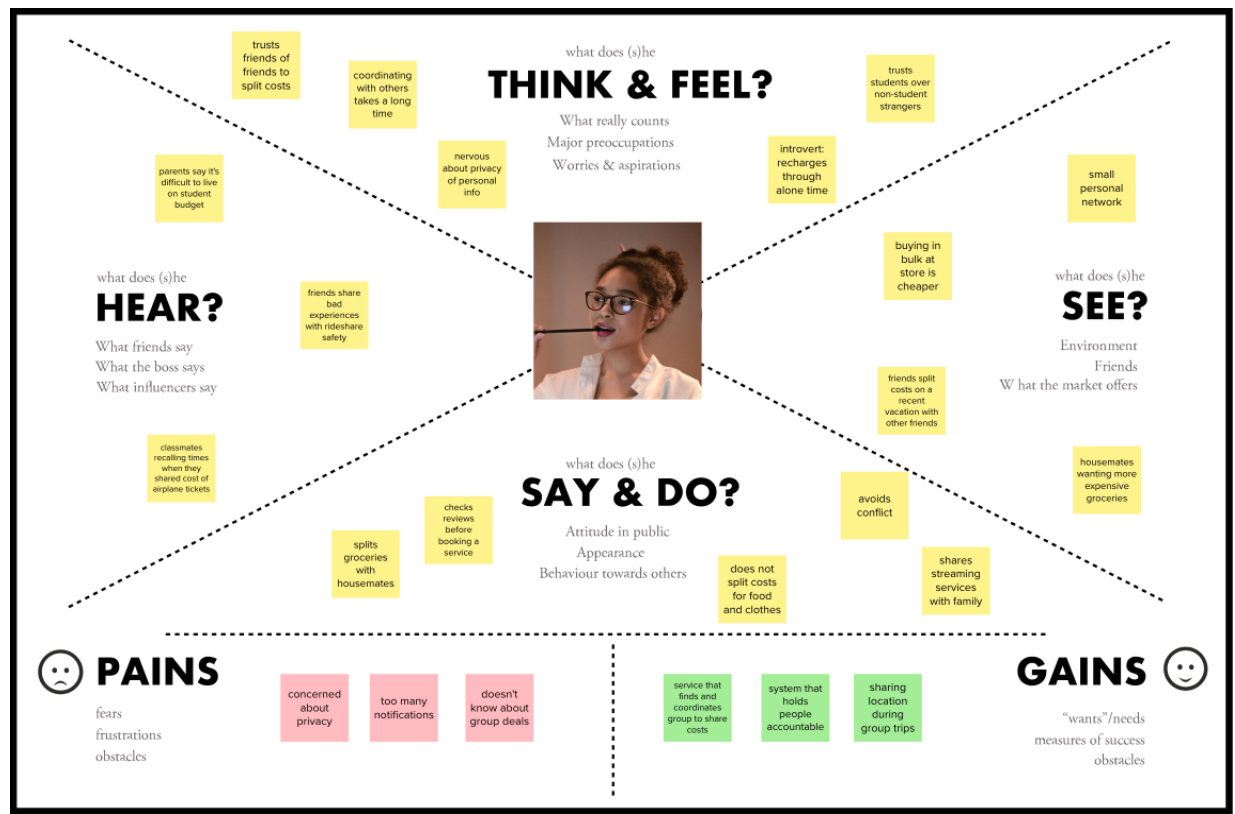 what does (s)he
THINK & FEEL?
What really counts
Major preoccupations
Worries & aspirations
trusts
friends of
friends to
split costs
coordinating
with others
takes a long
time
nervous
about privacy
of personal
info
introvert:
recharges
through
alone time
trusts
students over
non-student
strangers
parents say it's
difficult to live
on student
budget
what does (s)he
HEAR?
What friends say
What the boss says
What influencers say
friends share
bad
experiences
with rideshare
safety
classmates
recalling times
when they
shared cost of
airplane tickets
small
personal
network
buying in
bulk at
store is
cheaper
what does (s)he
SEE?
Environment
Friends
W hat the market offers
friends split
costs on a
recent
vacation with
other friends
housemates
wanting more
expensive
groceries
what does (s)he
SAY & DO?
Attitude in public
Appearance
Behaviour towards others
splits
groceries
with
housemates
checks
reviews
before
booking a
service
does not
split costs
for food
and clothes
avoids
conflict
shares
streaming
services
with family
PAINS
fears
frustrations
obstacles
concerned
about
privacy
too many
notifications
doesn't
know about
group deals
service that
finds and
coordinates
group to share
costs
system that
holds
people
accountable
sharing
location
during
group trips
GAINS
"wants"/needs
measures of success
obstacles